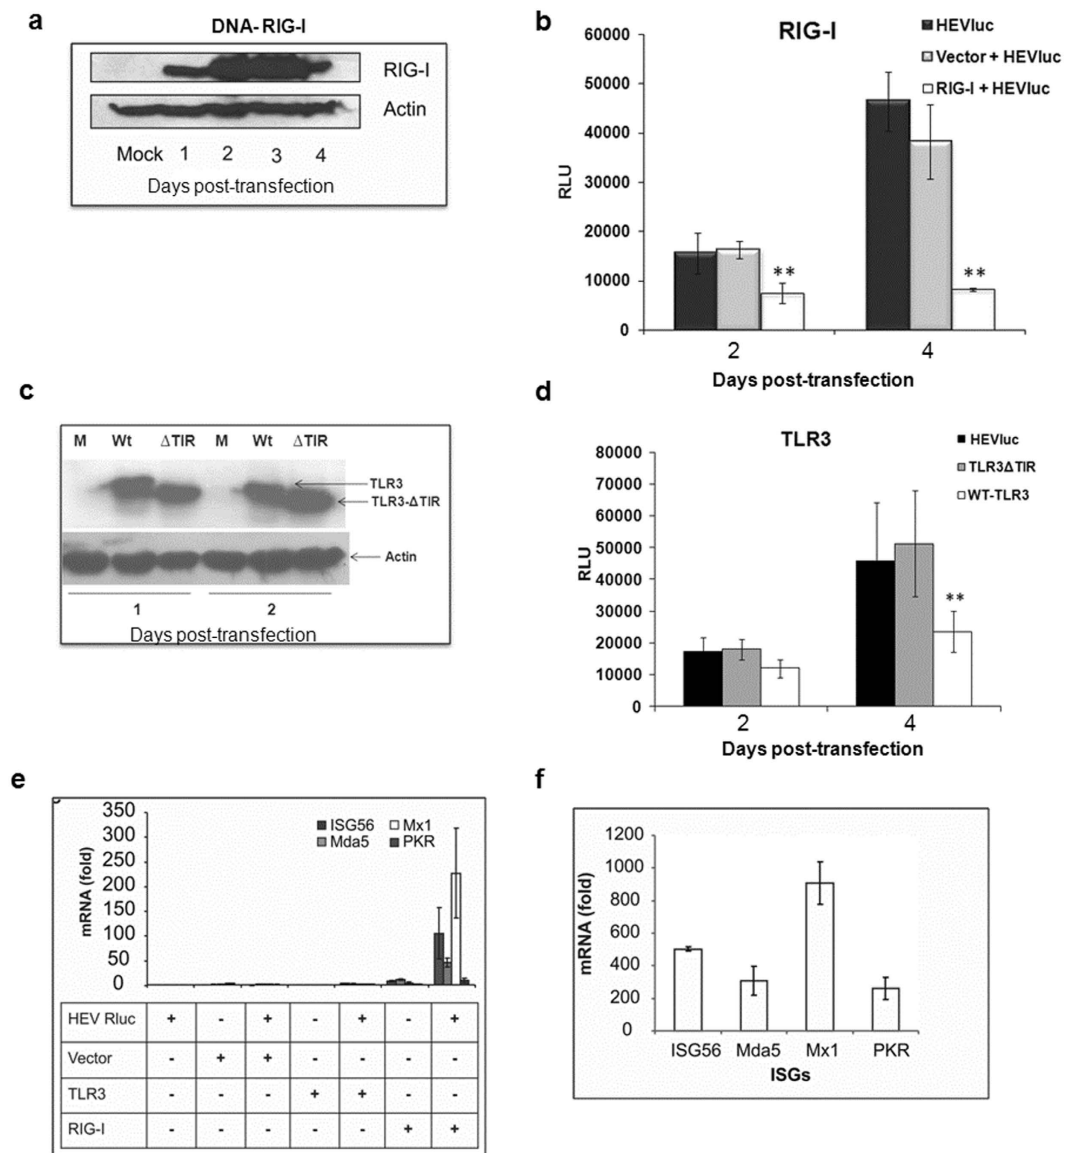 a
DNA-RIG-I
RIG-I
Actin
Mock 1 2 3 4
Days post-transfection
b
RIG-I
HEVluc
Vector + HEVluc
RIG-I + HEVluc
60000
50000
40000
30000
20000
10000
0
RLU
** **
2 4
Days post-transfection
c
M Wt ΔTIR M Wt ΔTIR
TLR3
TLR3-ΔTIR
Actin
1 2
Days post-transfection
d
TLR3
HEVluc
TLR3ΔTIR
WT-TLR3
80000
70000
60000
50000
40000
30000
20000
10000
0
RLU
**
2 4
Days post-transfection
e
350
300
250
200
150
100
50
0
mRNA (fold)
ISG56 Mx1
Mda5 PKR
HEV Rluc + - + - + - +
Vector - + + - - - -
TLR3 - - - + + - -
RIG-I - - - - - + +
f
1200
1000
800
600
400
200
0
mRNA (fold)
ISG56 Mda5 Mx1 PKR
ISGs